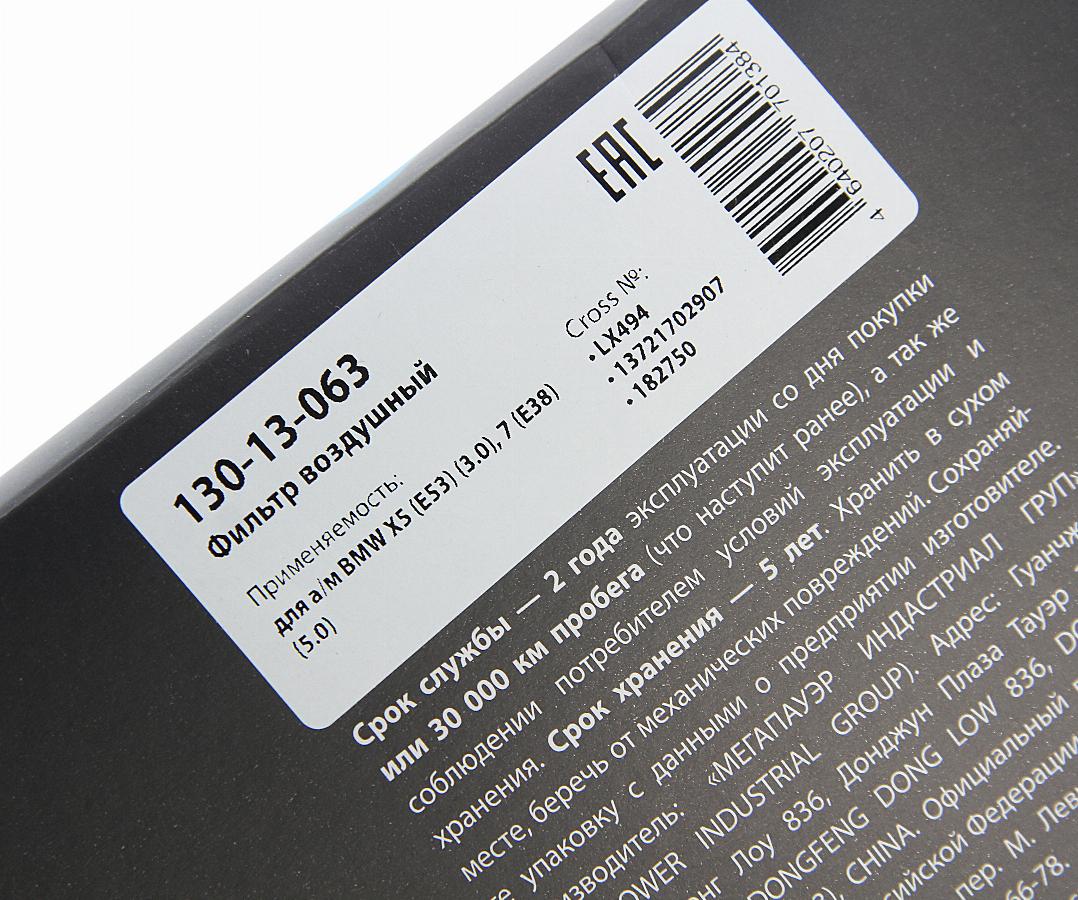 130-13-063
Фильтр воздушный
Применяемость:
для а/м BMW X5 (E53) (3.0), 7 (E38)
(5.0)
Cross №:
• LX494
• 13721702907
• 182750
EAC
4 640207 701384
Срок службы — 2 года эксплуатации со дня покупки
или 30 000 км пробега (что наступит ранее), а так же
соблюдении потребителем условий эксплуатации и
хранения. Срок хранения — 5 лет. Хранить в сухом
месте, беречь от механических повреждений. Сохраняй-
упаковку с данными о предприятии изготовителе.
изводитель: «МЕГАПАУЭР ИНДАСТРИАЛ ГРУП»
OWER INDUSTRIAL GROUP). Адрес: Гуанчж
нг Лоу 836, Донджун Плаза Тауэр
DONGFENG DONG LOW 836, DO
), CHINA. Официальный
сийской Федерации
пер. М. Лев
66-78.